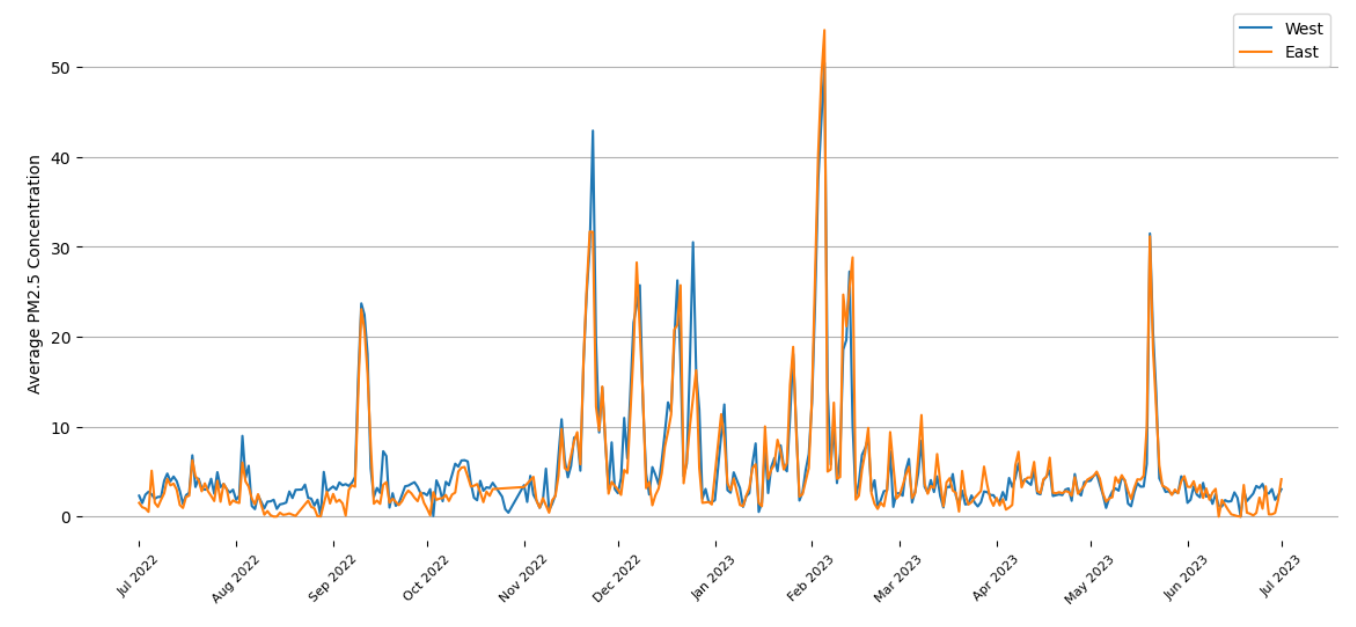 West
East
Average PM2.5 Concentration
50
40
30
20
10
0
Jul 2022
Aug 2022
Sep 2022
Oct 2022
Nov 2022
Dec 2022
Jan 2023
Feb 2023
Mar 2023
Apr 2023
May 2023
Jun 2023
Jul 2023